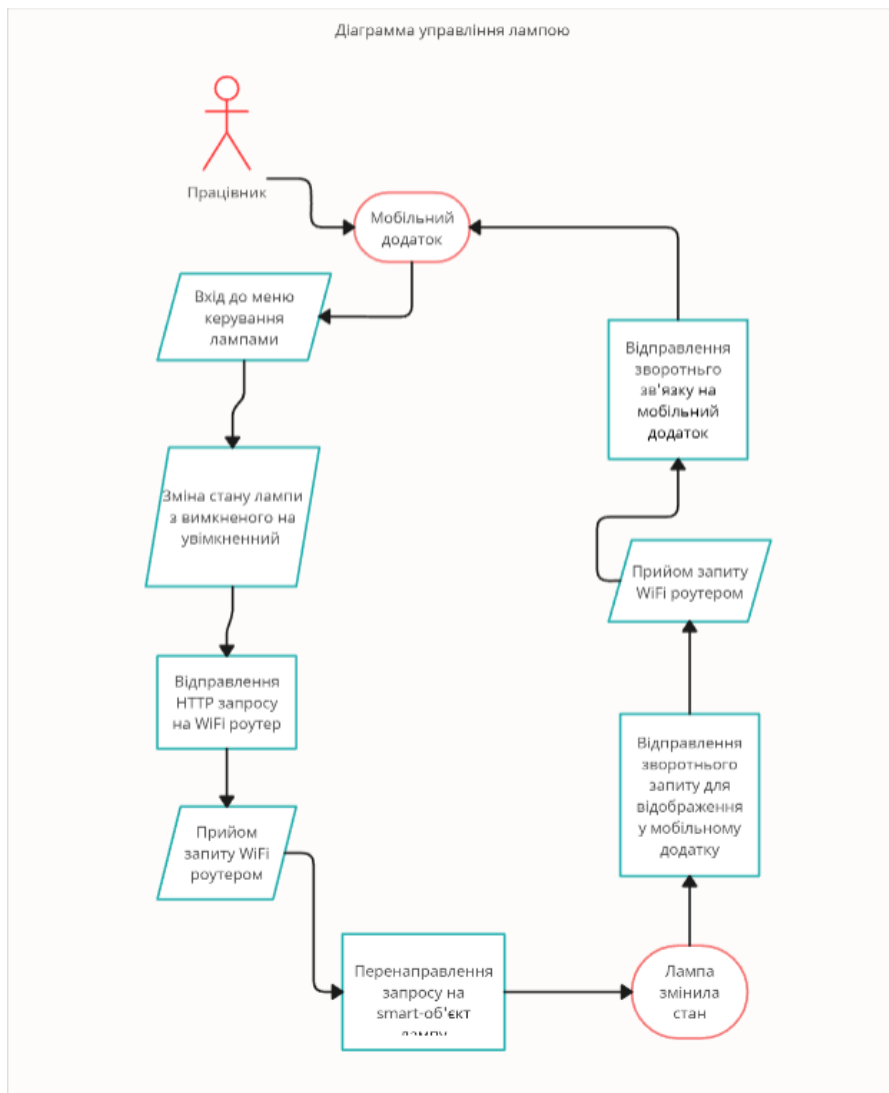 Діаграмма управління лампою
Працівник
Мобільний
додаток
Вхід до меню
керування
лампами
Зміна стану лампи
з вимкненого на
увімкненний
Відправлення
HTTP запросу
на WiFi роутер
Прийом
запиту WiFi
роутером
Перенаправлення
запросу на
smart-об'єкт
лампу
Лампа
змінила
стан
Відправлення
зворотнього
запиту для
відображення
у мобільному
додатку
Прийом запиту
WiFi роутером
Відправлення
зворотньго
зв'язку на
мобільний
додаток